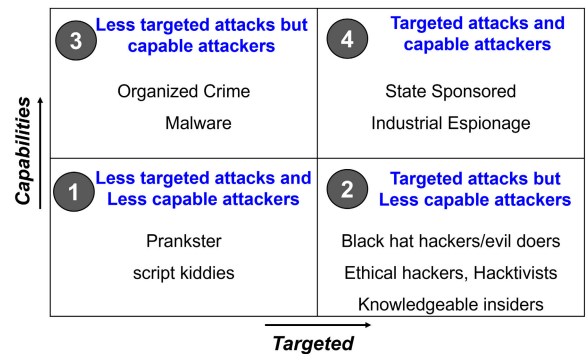 3
Less targeted attacks but
capable attackers
Organized Crime
Malware
4
Targeted attacks and
capable attackers
State Sponsored
Industrial Espionage
Capabilities
1
Less targeted attacks and
Less capable attackers
Prankster
script kiddies
2
Targeted attacks but
Less capable attackers
Black hat hackers/evil doers
Ethical hackers, Hacktivists
Knowledgeable insiders
Targeted